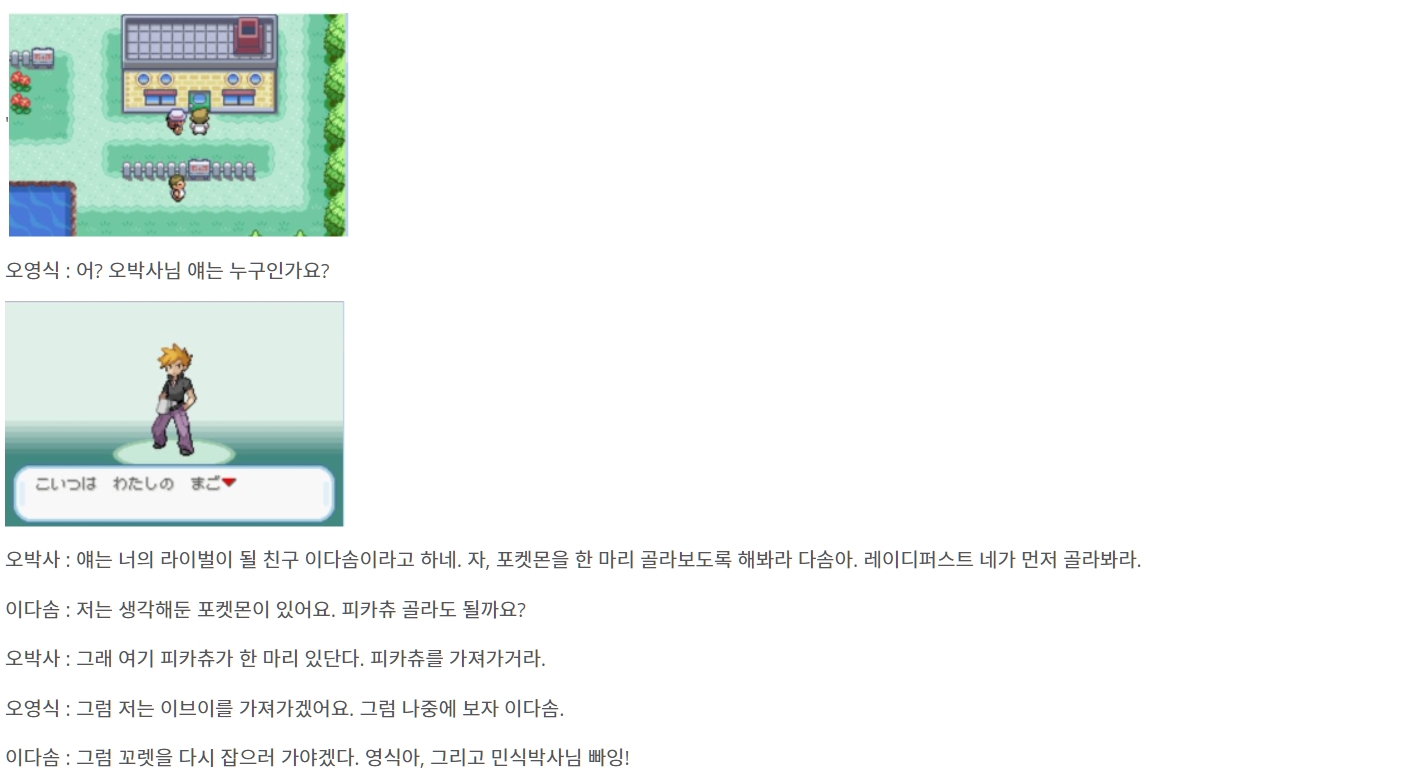 '
오영식 : 어? 오박사님 얘는 누구인가요?
こいつは わたしの まご
오박사 : 얘는 너의 라이벌이 될 친구 이다솜이라고 하네. 자, 포켓몬을 한 마리 골라보도록 해봐라 다솜아. 레이디퍼스트 네가 먼저 골라봐라.
이다솜 : 저는 생각해둔 포켓몬이 있어요. 피카츄 골라도 될까요?
오박사 : 그래 여기 피카츄가 한 마리 있단다. 피카츄를 가져가거라.
오영식 : 그럼 저는 이브이를 가져가겠어요. 그럼 나중에 보자 이다솜.
이다솜 : 그럼 꼬렛을 다시 잡으러 가야겠다. 영식아, 그리고 민식박사님 빠잉!